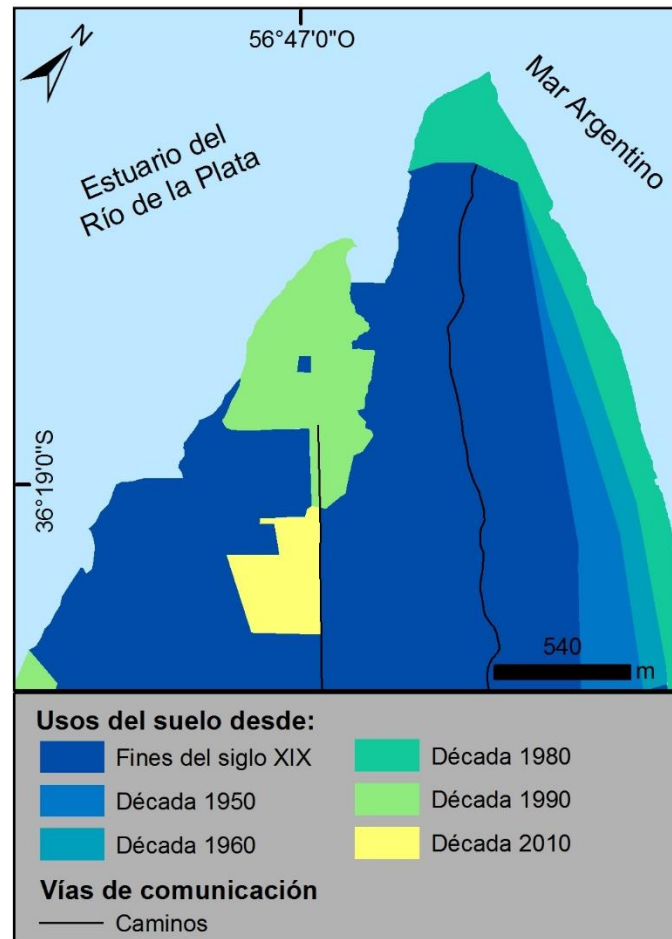 56°47'0"O
N
Mar Argentino
Estuario del
Río de la Plata
36°19'0"S
540
m
Usos del suelo desde:
Fines del siglo XIX
Década 1950
Década 1960
Década 1980
Década 1990
Década 2010
Vías de comunicación
Caminos